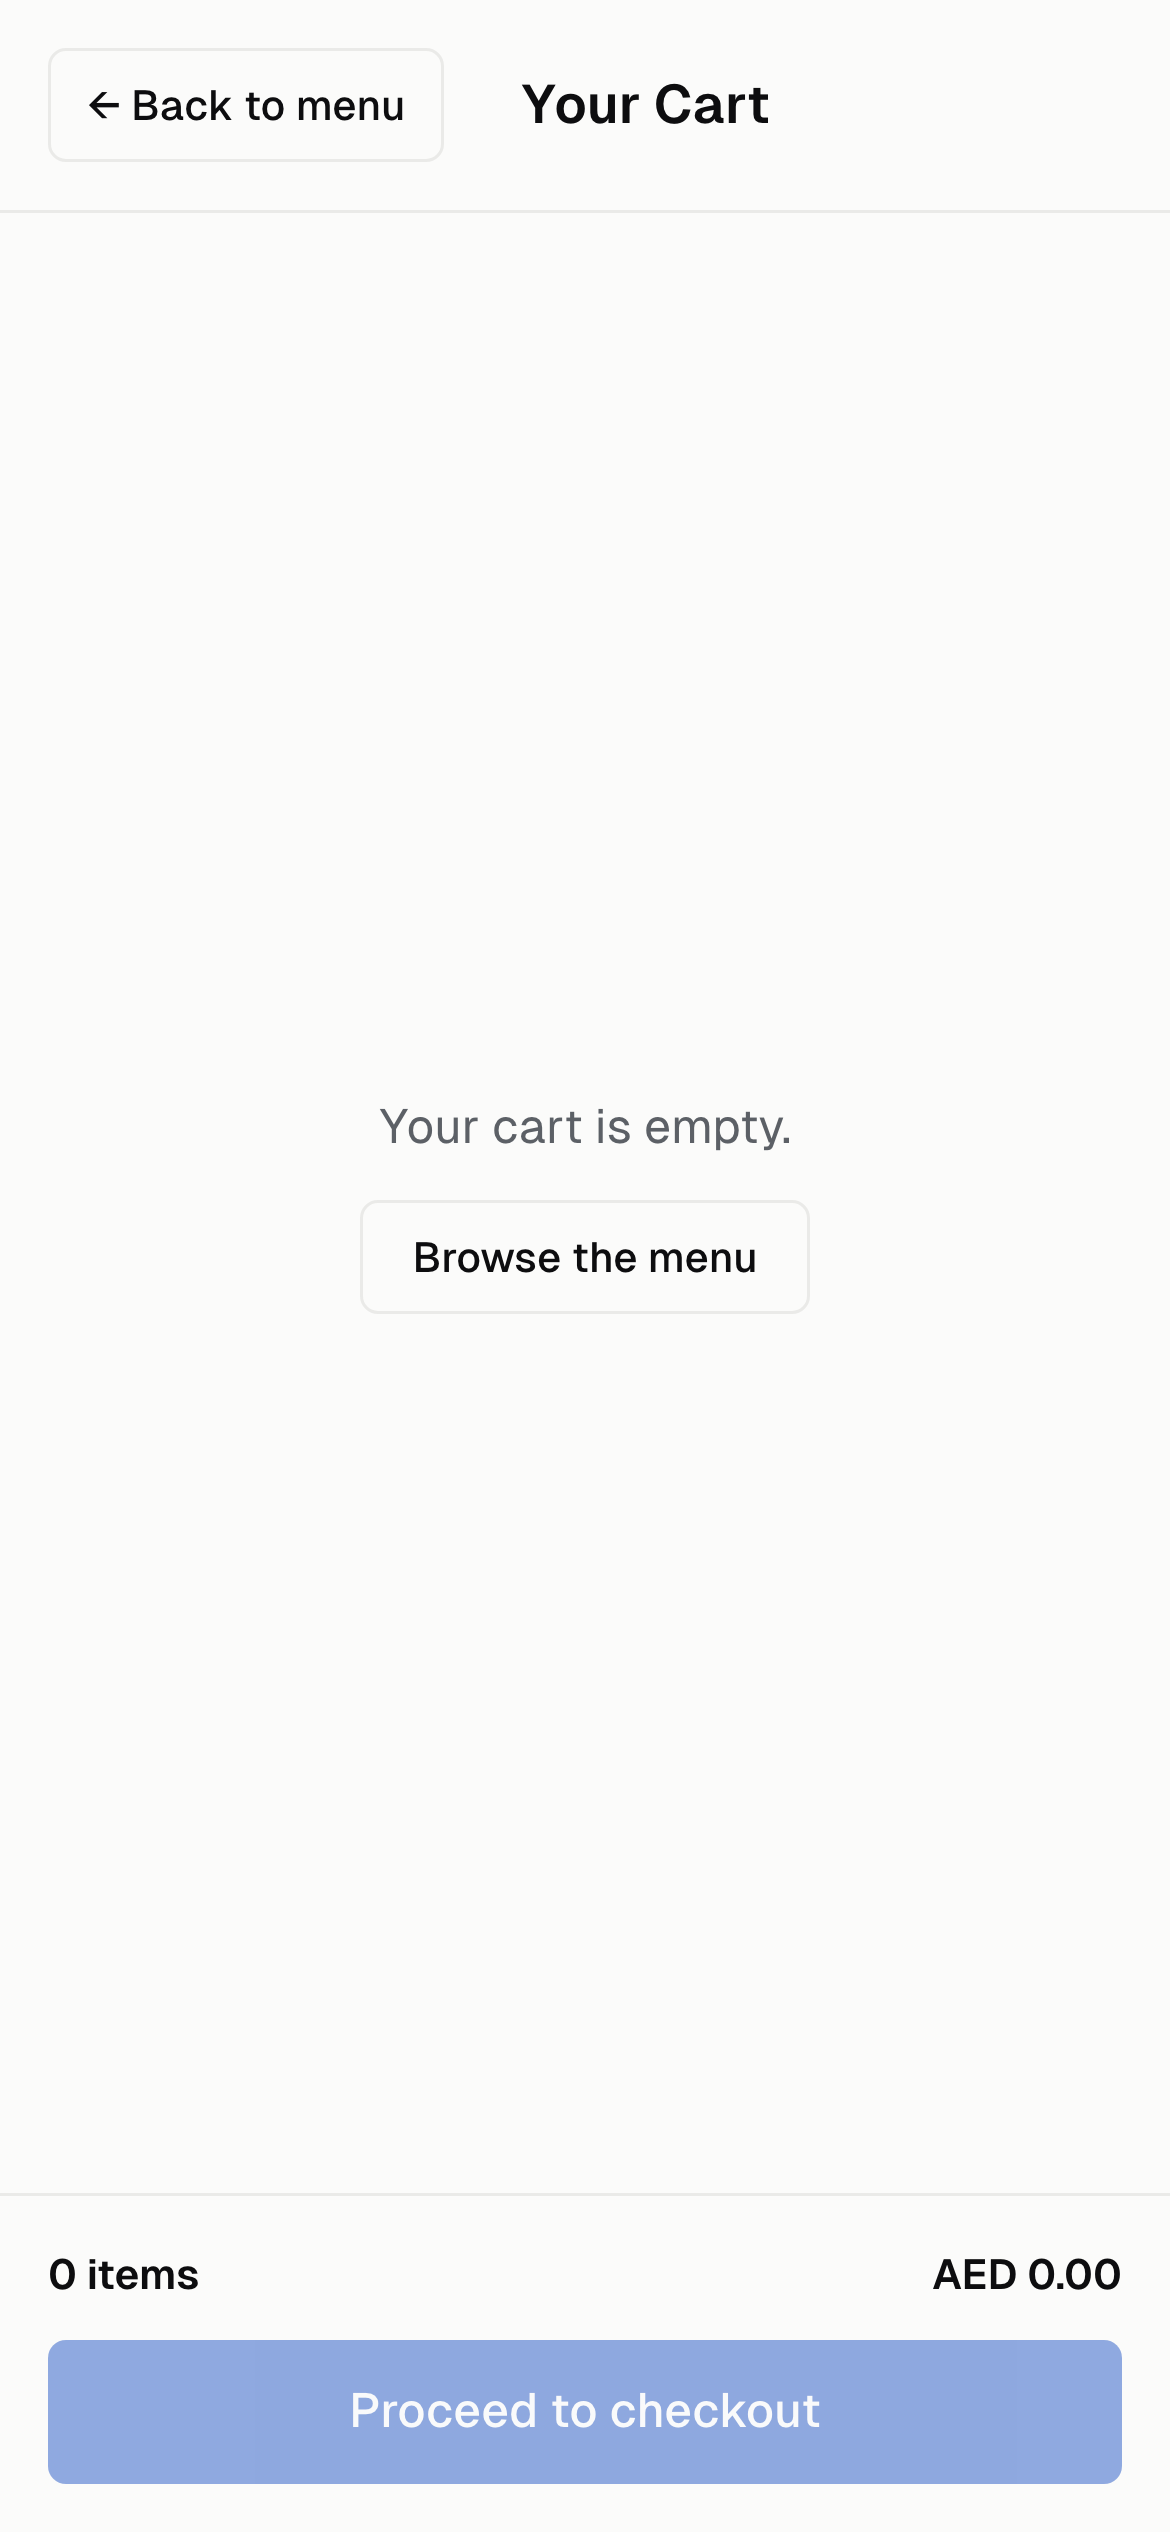 ← Back to menu
Your Cart
Your cart is empty.
Browse the menu
0 items
AED 0.00
Proceed to checkout